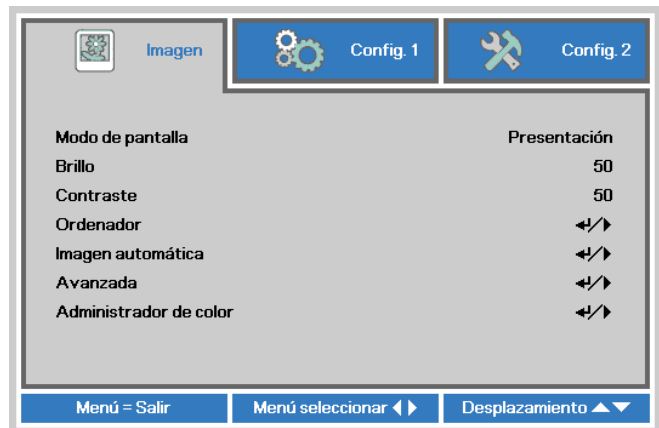 Imagen Config. 1 Config. 2
Modo de pantalla Presentación
Brillo 50
Contraste 50
Ordenador ↵/▶
Imagen automática ↵/▶
Avanzada ↵/▶
Administrador de color ↵/▶
Menú = Salir Menú seleccionar ◀▶ Desplazamiento ▲▼